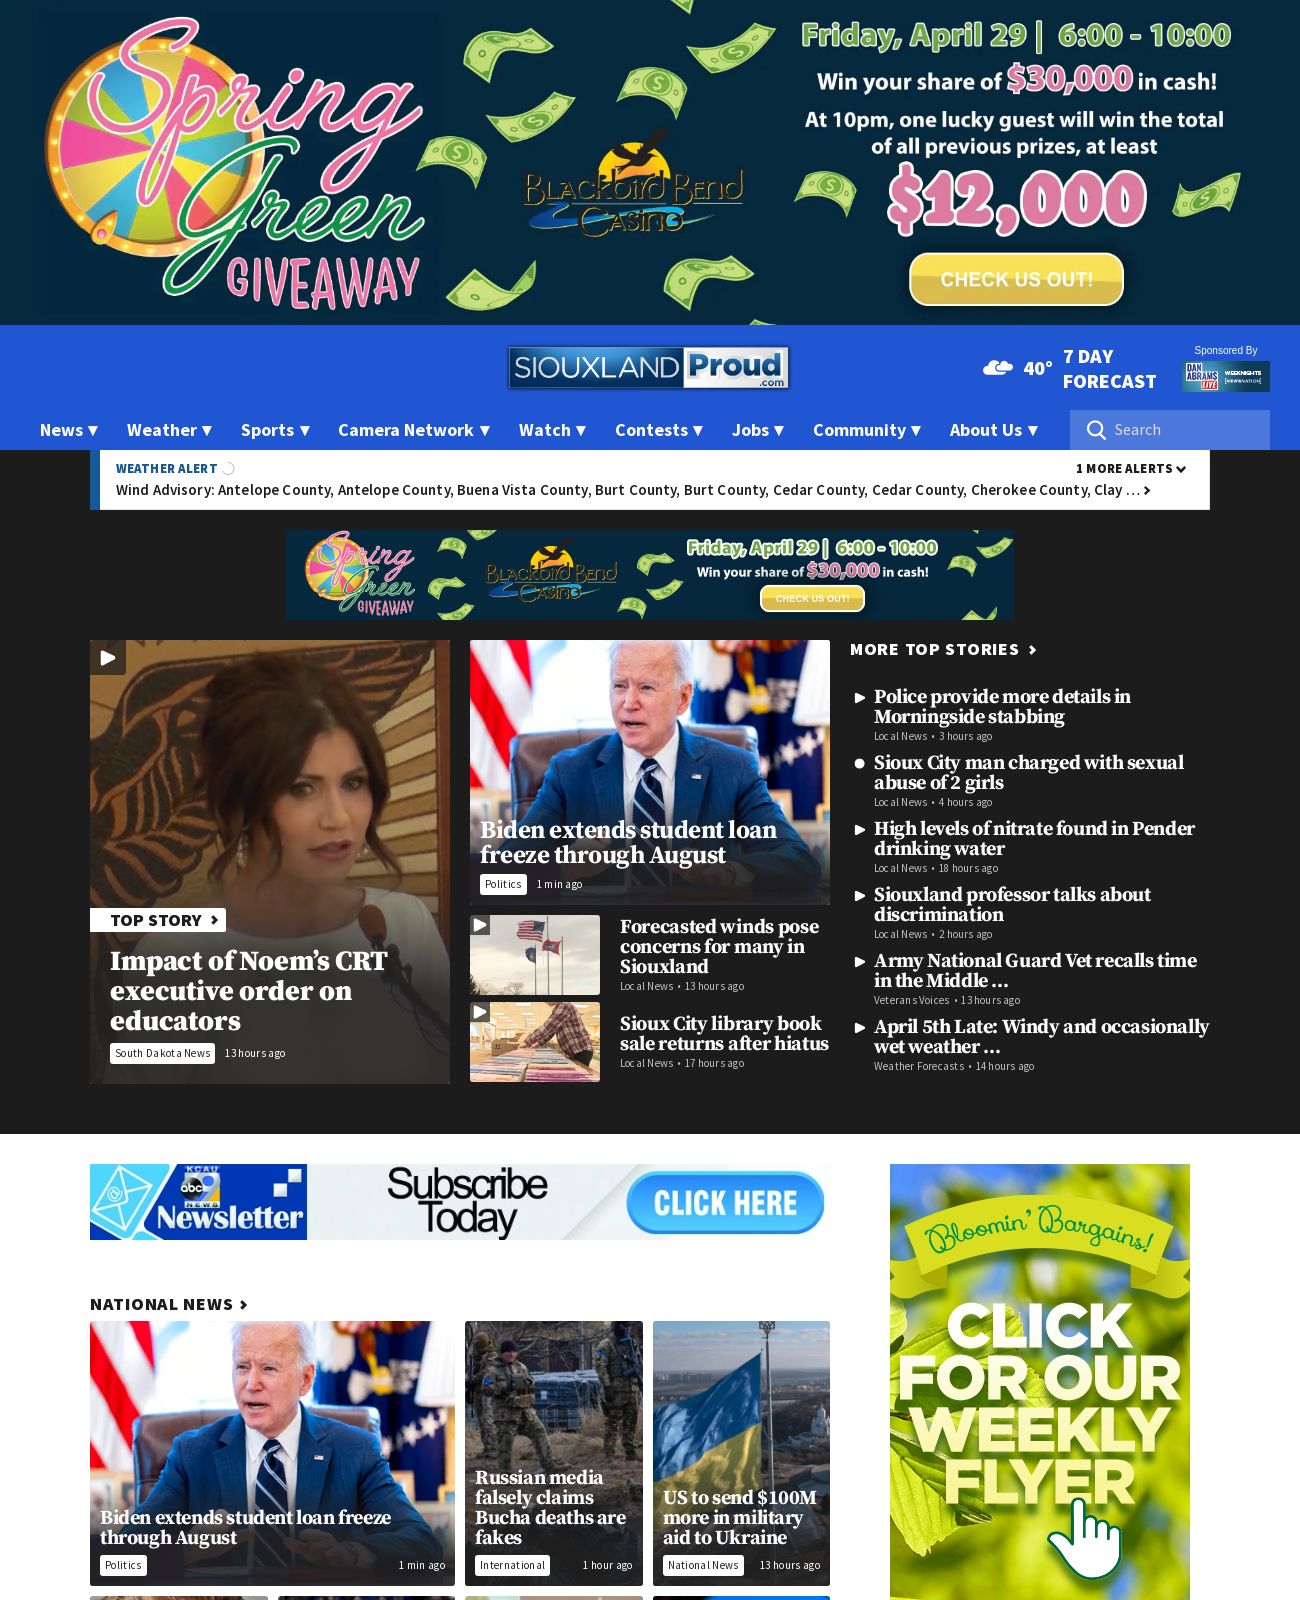 Spring
Green
GIVEAWAY
BLACKBIRD BEND
CASINO
Friday, April 29 | 6:00 - 10:00
Win your share of $30,000 in cash!
At 10pm, one lucky guest will win the total
of all previous prizes, at least
$12,000
CHECK US OUT!
SIOUXLAND Proud
.com
40°
7 DAY
FORECAST
Sponsored By
DAN
ABRAMS
LIVE
WEEKNIGHTS
NEWSNATION
News ▼
Weather ▼
Sports ▼
Camera Network ▼
Watch ▼
Contests ▼
Jobs ▼
Community ▼
About Us ▼
Search
WEATHER ALERT
1 MORE ALERTS
Wind Advisory: Antelope County, Antelope County, Buena Vista County, Burt County, Burt County, Cedar County, Cedar County, Cherokee County, Clay …
Spring
Green
GIVEAWAY
BLACKBIRD BEND
CASINO
Friday, April 29 | 6:00 - 10:00
Win your share of $30,000 in cash!
CHECK US OUT!
TOP STORY
Impact of Noem’s CRT
executive order on
educators
South Dakota News 13 hours ago
Biden extends student loan
freeze through August
Politics 1 min ago
Forecasted winds pose
concerns for many in
Siouxland
Local News • 13 hours ago
Sioux City library book
sale returns after hiatus
Local News • 17 hours ago
MORE TOP STORIES
Police provide more details in
Morningside stabbing
Local News • 3 hours ago
Sioux City man charged with sexual
abuse of 2 girls
Local News • 4 hours ago
High levels of nitrate found in Pender
drinking water
Local News • 18 hours ago
Siouxland professor talks about
discrimination
Local News • 2 hours ago
Army National Guard Vet recalls time
in the Middle …
Veterans Voices • 13 hours ago
April 5th Late: Windy and occasionally
wet weather …
Weather Forecasts • 14 hours ago
KCAU
abc 9
NEWS
Newsletter
Subscribe
Today
CLICK HERE
NATIONAL NEWS
Biden extends student loan freeze
through August
Politics 1 min ago
Russian media
falsely claims
Bucha deaths are
fakes
International 1 hour ago
US to send $100M
more in military
aid to Ukraine
National News 13 hours ago
Bloomin' Bargains!
CLICK
FOR OUR
WEEKLY
FLYER